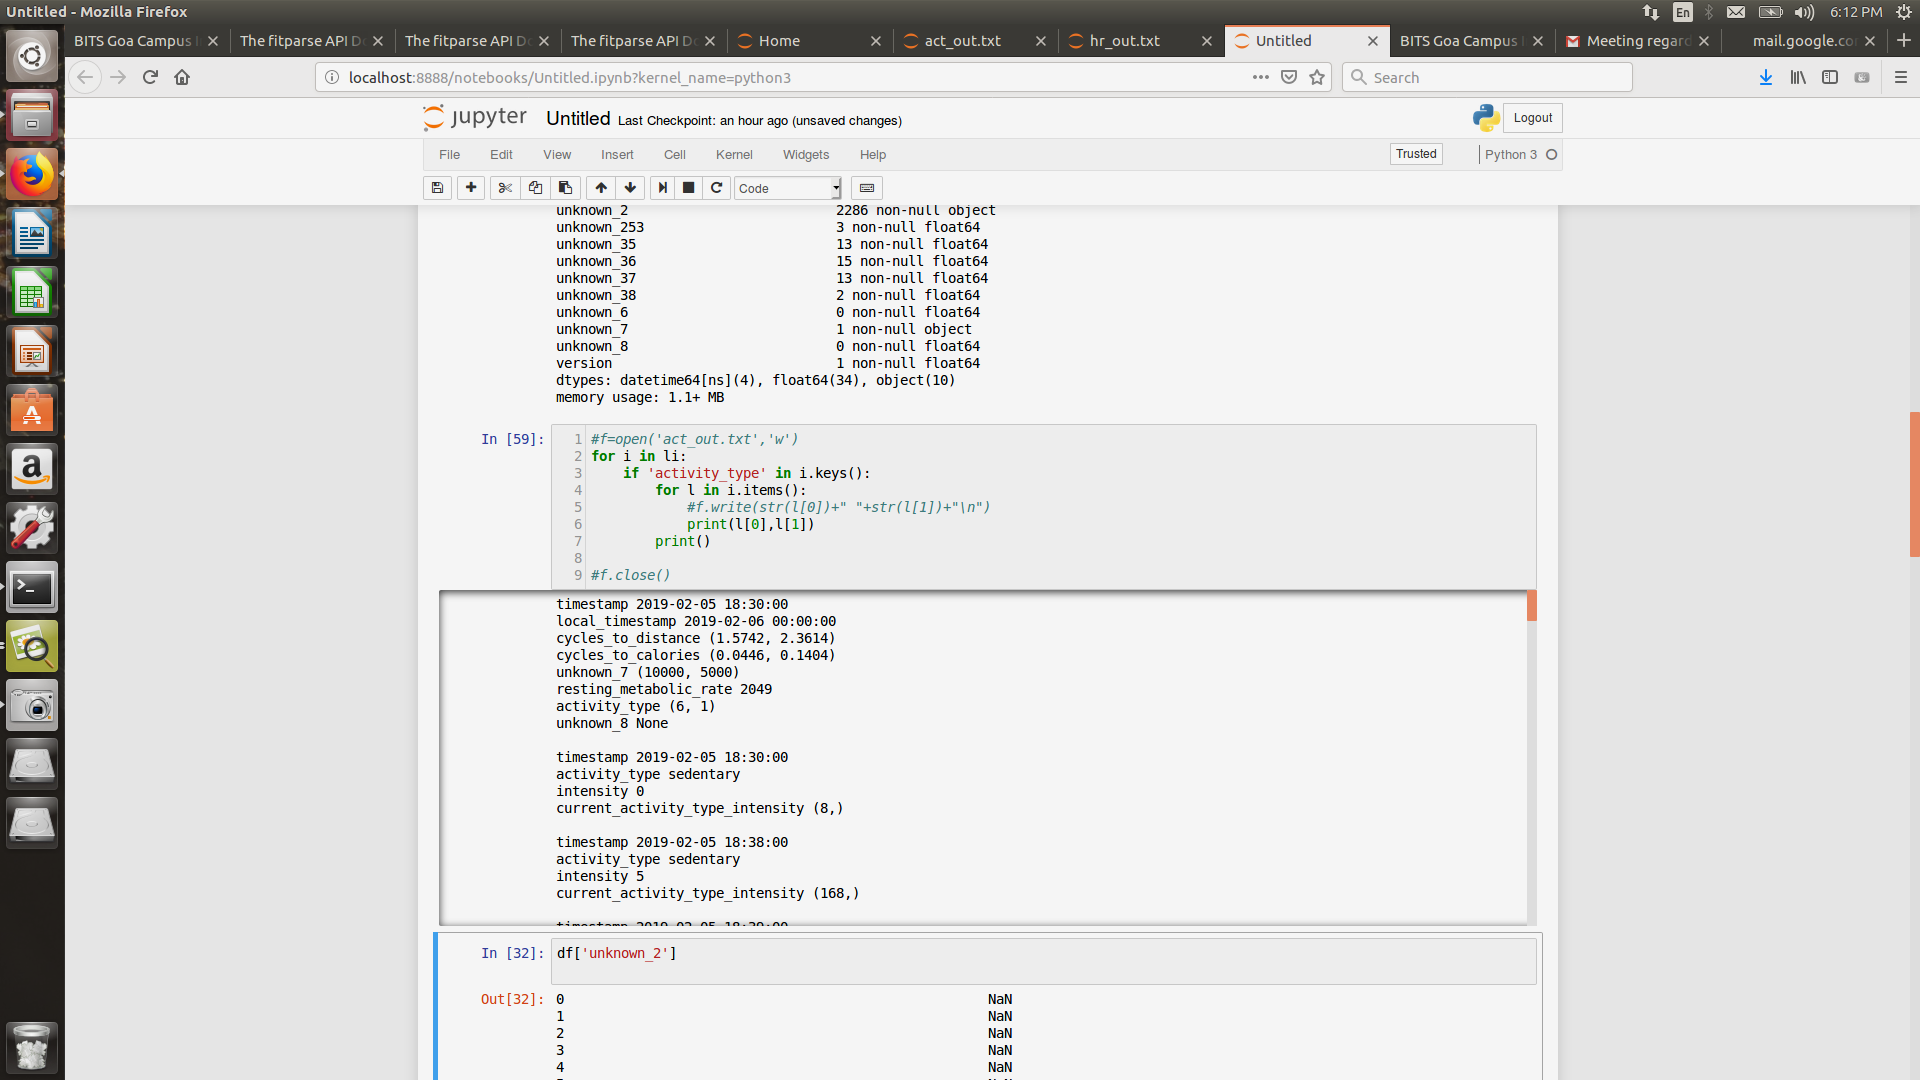 Untitled - Mozilla Firefox
En
6:12 PM
BITS Goa Campus
The fitparse API Do
The fitparse API Do
The fitparse API Do
Home
act_out.txt
hr_out.txt
Untitled
BITS Goa Campus
Meeting regard
mail.google.co
localhost:8888/notebooks/Untitled.ipynb?kernel_name=python3
Search
jupyter
Untitled
Last Checkpoint: an hour ago (unsaved changes)
Logout
File
Edit
View
Insert
Cell
Kernel
Widgets
Help
Trusted
Python 3
Code
unknown_2 2286 non-null object
unknown_253 3 non-null float64
unknown_35 13 non-null float64
unknown_36 15 non-null float64
unknown_37 13 non-null float64
unknown_38 2 non-null float64
unknown_6 0 non-null float64
unknown_7 1 non-null object
unknown_8 0 non-null float64
version 1 non-null float64
dtypes: datetime64[ns](4), float64(34), object(10)
memory usage: 1.1+ MB
In [59]:
1 #f=open('act_out.txt','w')
2 for i in li:
3 if 'activity_type' in i.keys():
4 for l in i.items():
5 #f.write(str(l[0])+" "+str(l[1])+"\n")
6 print(l[0],l[1])
7 print()
8
9 #f.close()
timestamp 2019-02-05 18:30:00
local_timestamp 2019-02-06 00:00:00
cycles_to_distance (1.5742, 2.3614)
cycles_to_calories (0.0446, 0.1404)
unknown_7 (10000, 5000)
resting_metabolic_rate 2049
activity_type (6, 1)
unknown_8 None
timestamp 2019-02-05 18:30:00
activity_type sedentary
intensity 0
current_activity_type_intensity (8,)
timestamp 2019-02-05 18:38:00
activity_type sedentary
intensity 5
current_activity_type_intensity (168,)
timestamp 2019-02-05 18:39:00
In [32]: df['unknown_2']
Out[32]: 0 NaN
1 NaN
2 NaN
3 NaN
4 NaN